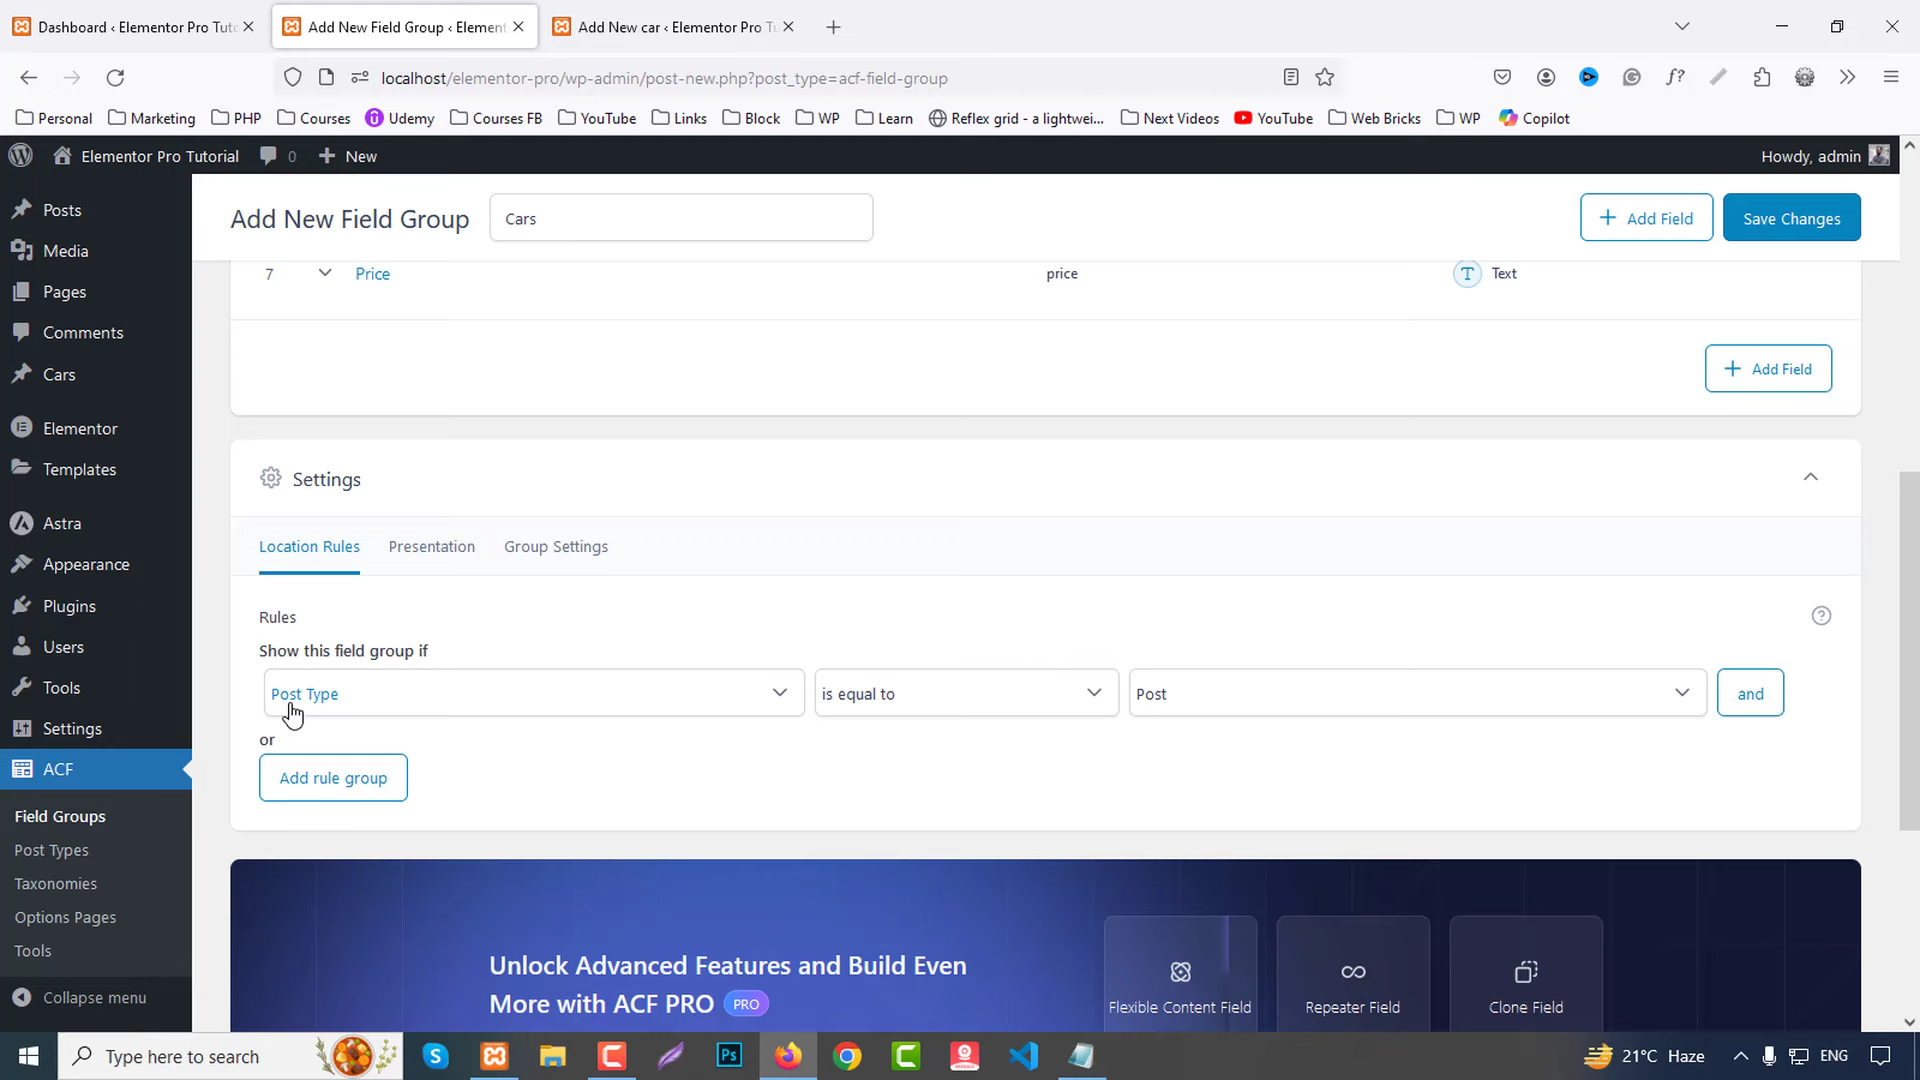 Dashboard ‹ Elementor Pro Tuto
Add New Field Group ‹ Element
Add New car ‹ Elementor Pro Tu
localhost/elementor-pro/wp-admin/post-new.php?post_type=acf-field-group
Personal
Marketing
PHP
Courses
Udemy
Courses FB
YouTube
Links
Block
WP
Learn
Reflex grid - a lightwei...
Next Videos
YouTube
Web Bricks
WP
Copilot
Elementor Pro Tutorial
0
New
Howdy, admin
Posts
Media
Pages
Comments
Cars
Elementor
Templates
Astra
Appearance
Plugins
Users
Tools
Settings
ACF
Field Groups
Post Types
Taxonomies
Options Pages
Tools
Collapse menu
Add New Field Group
Cars
+ Add Field
Save Changes
7 Price price T Text
+ Add Field
Settings
Location Rules Presentation Group Settings
Rules
Show this field group if
Post Type is equal to Post and
or
Add rule group
Unlock Advanced Features and Build Even
More with ACF PRO PRO
Flexible Content Field
Repeater Field
Clone Field
Type here to search
21°C Haze
ENG